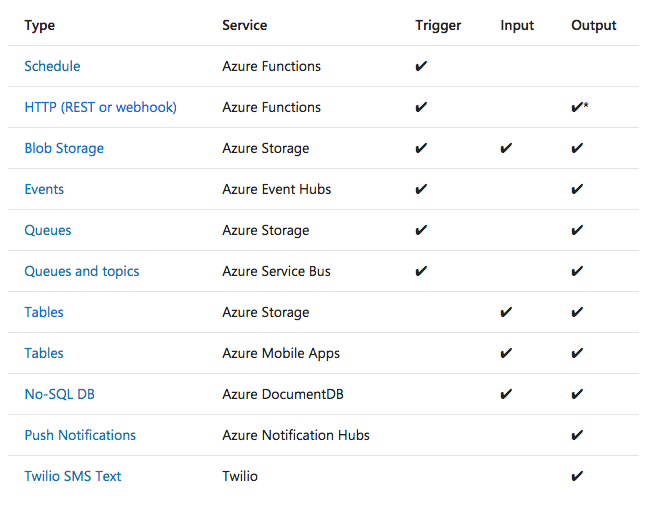 Type Service Trigger Input Output
Schedule Azure Functions ✔
HTTP (REST or webhook) Azure Functions ✔ ✔*
Blob Storage Azure Storage ✔ ✔ ✔
Events Azure Event Hubs ✔ ✔
Queues Azure Storage ✔ ✔
Queues and topics Azure Service Bus ✔ ✔
Tables Azure Storage ✔ ✔
Tables Azure Mobile Apps ✔ ✔
No-SQL DB Azure DocumentDB ✔ ✔
Push Notifications Azure Notification Hubs ✔
Twilio SMS Text Twilio ✔